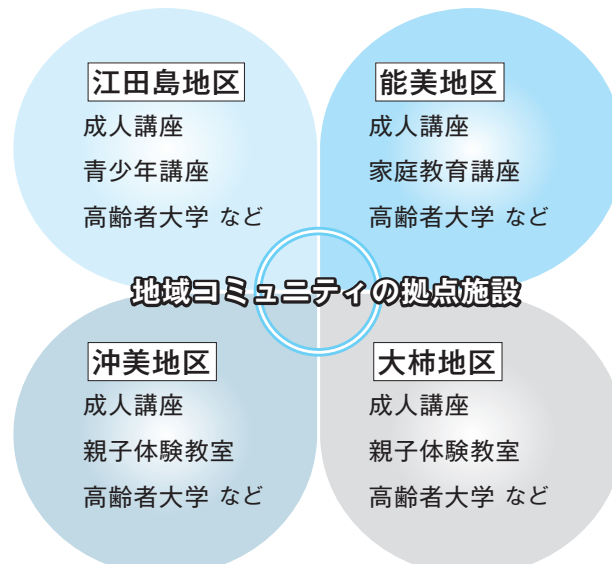 江田島地区
成人講座
青少年講座
高齢者大学 など
能美地区
成人講座
家庭教育講座
高齢者大学 など
地域コミュニティの拠点施設
沖美地区
成人講座
親子体験教室
高齢者大学 など
大柿地区
成人講座
親子体験教室
高齢者大学 など